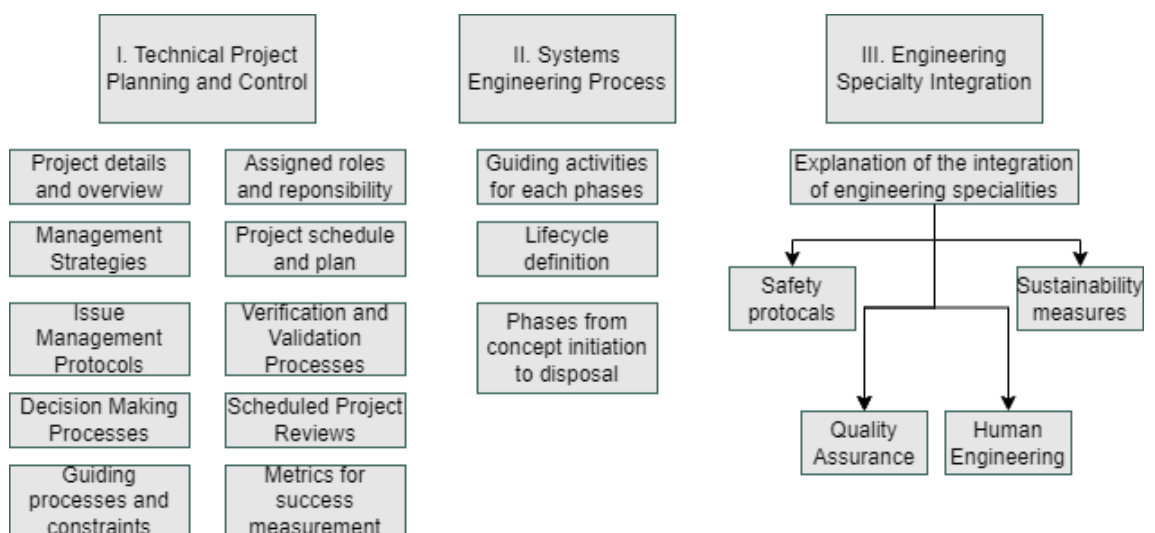 I. Technical Project
Planning and Control
II. Systems
Engineering Process
III. Engineering
Specialty Integration
Project details
and overview
Assigned roles
and reponsibility
Guiding activities
for each phases
Explanation of the integration
of engineering specialities
Management
Strategies
Project schedule
and plan
Lifecycle
definition
Safety
protocals
Sustainability
measures
Issue
Management
Protocols
Verification and
Validation
Processes
Phases from
concept initiation
to disposal
Decision Making
Processes
Scheduled Project
Reviews
Quality
Assurance
Human
Engineering
Guiding
processes and
constraints
Metrics for
success
measurement